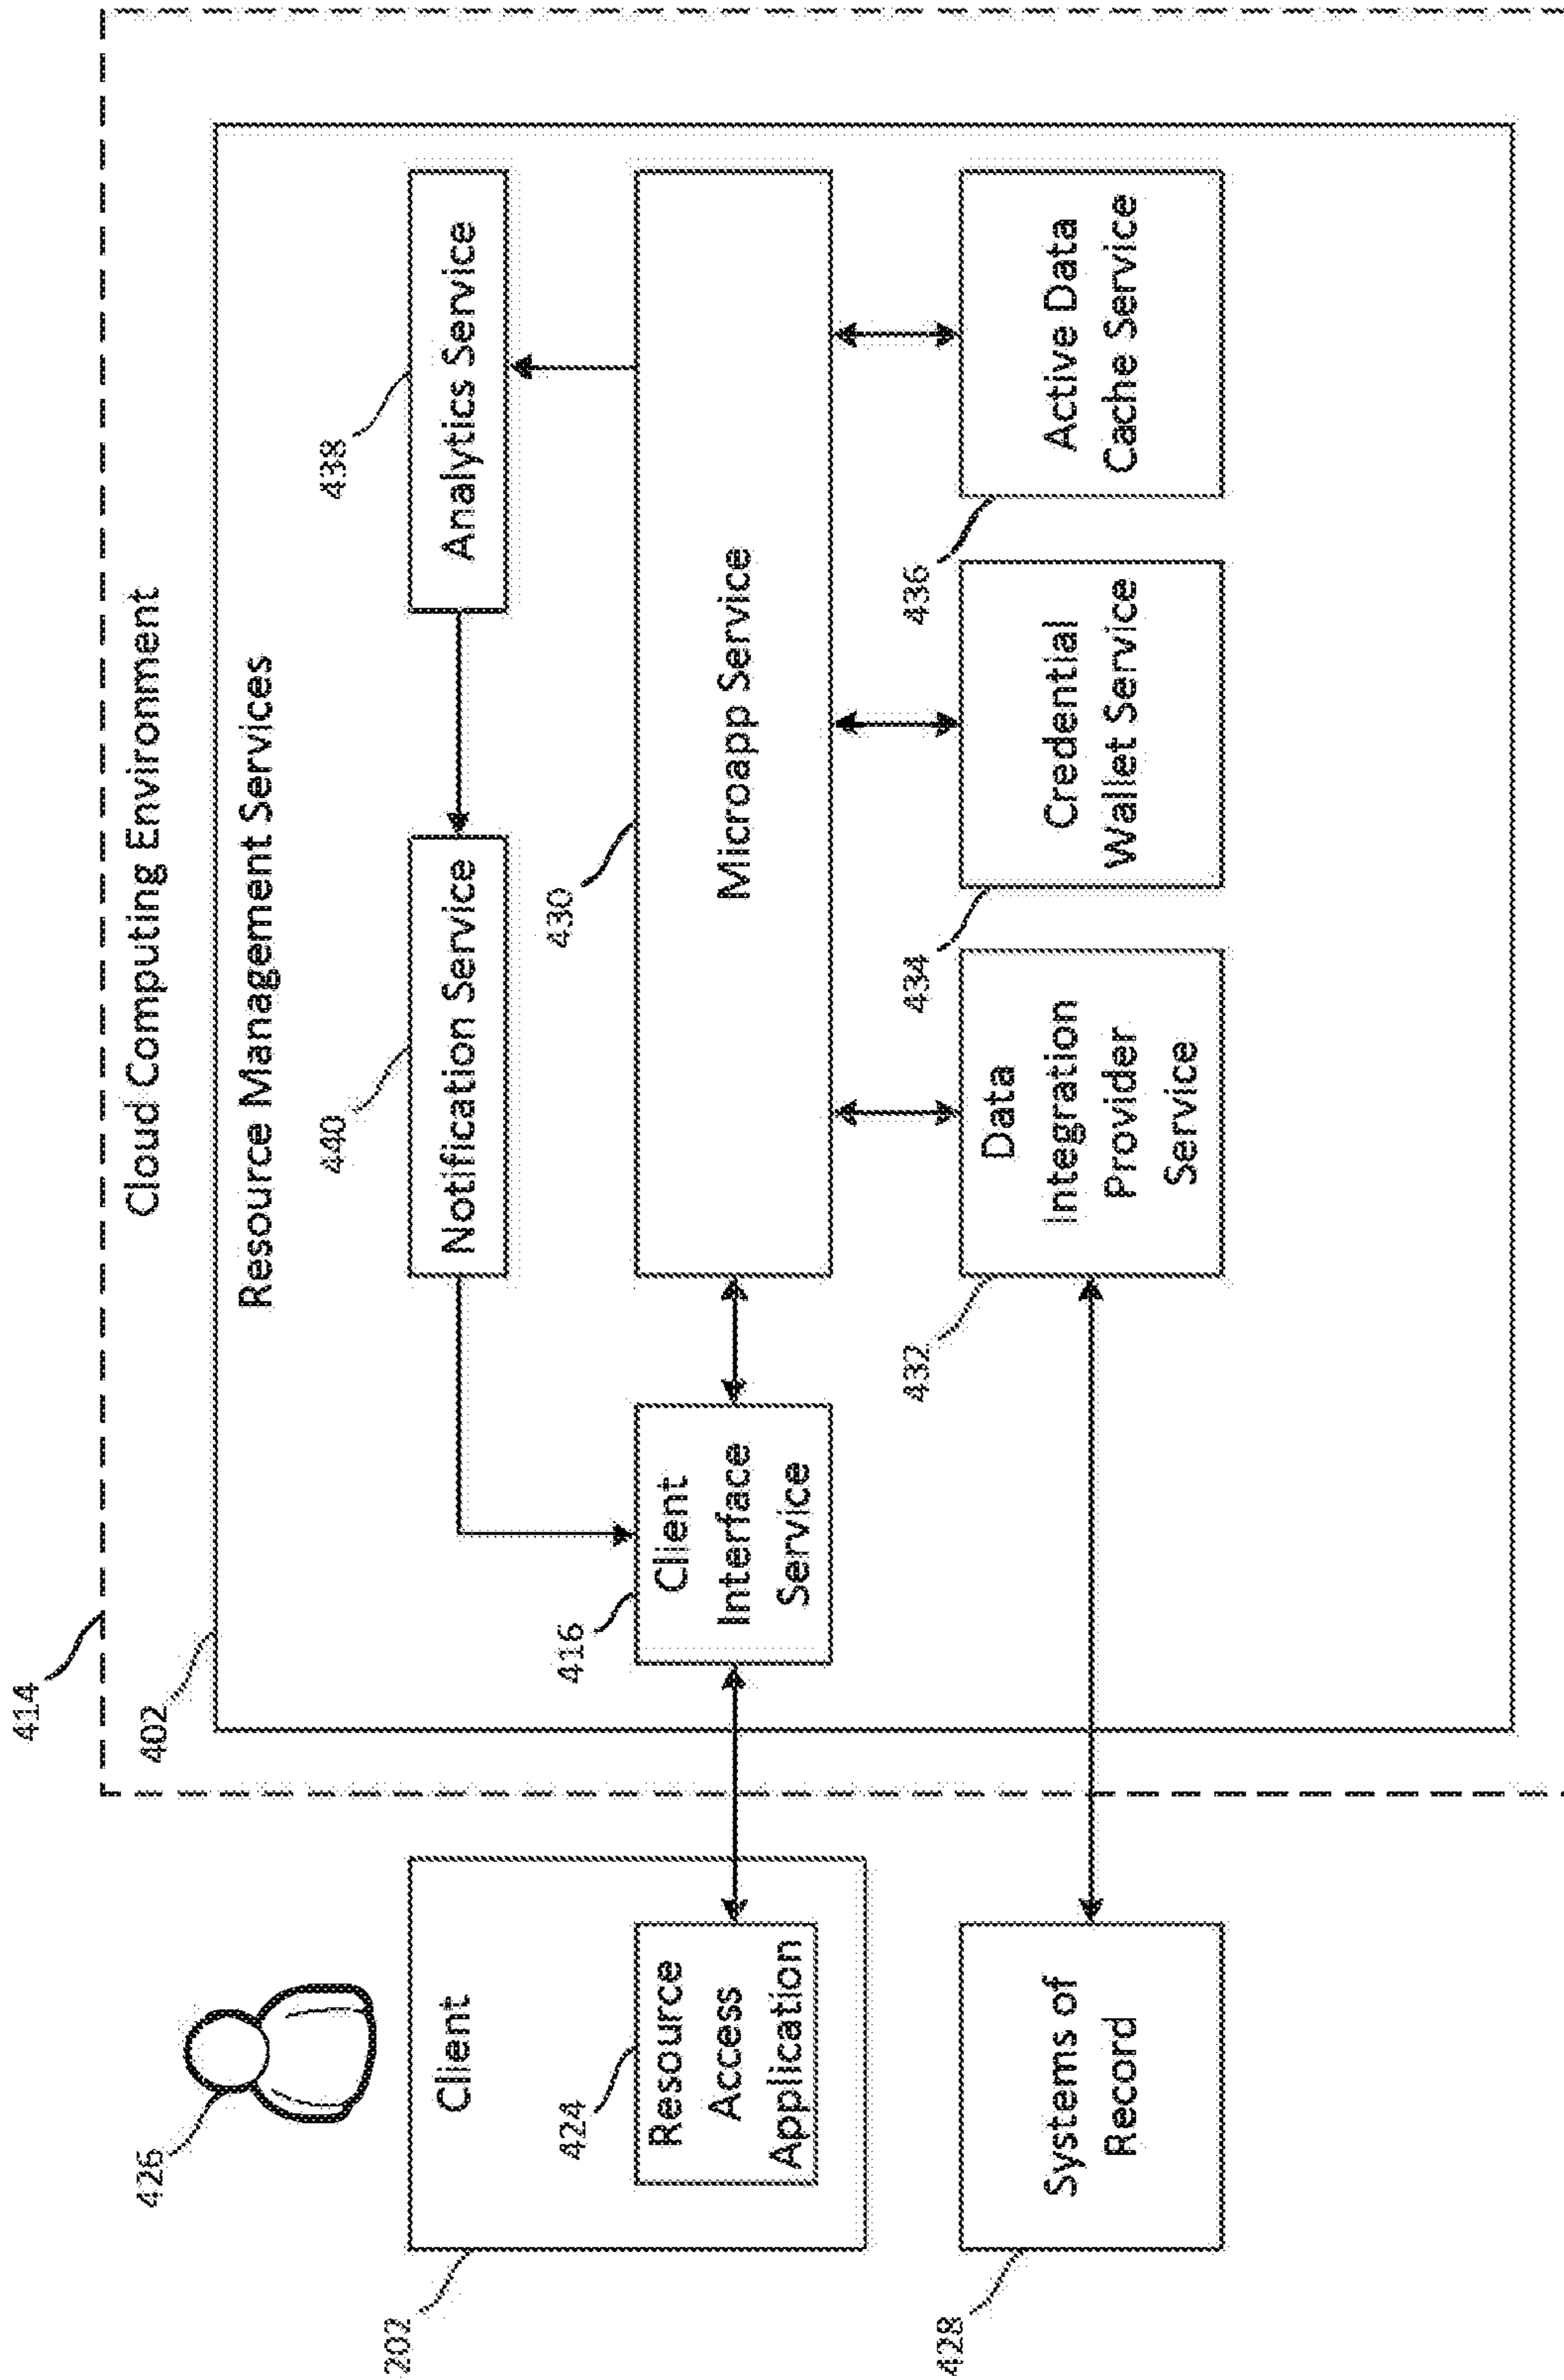 414
Cloud Computing Environment
402
Resource Management Services
426
202
Client
440
Notification Service
438
Analytics Service
424
Resource
Access
Application
416
Client
Interface
Service
430
Microapp Service
428
Systems of
Record
432
Data
Integration
Provider
Service
434
Credential
Wallet Service
436
Active Data
Cache Service